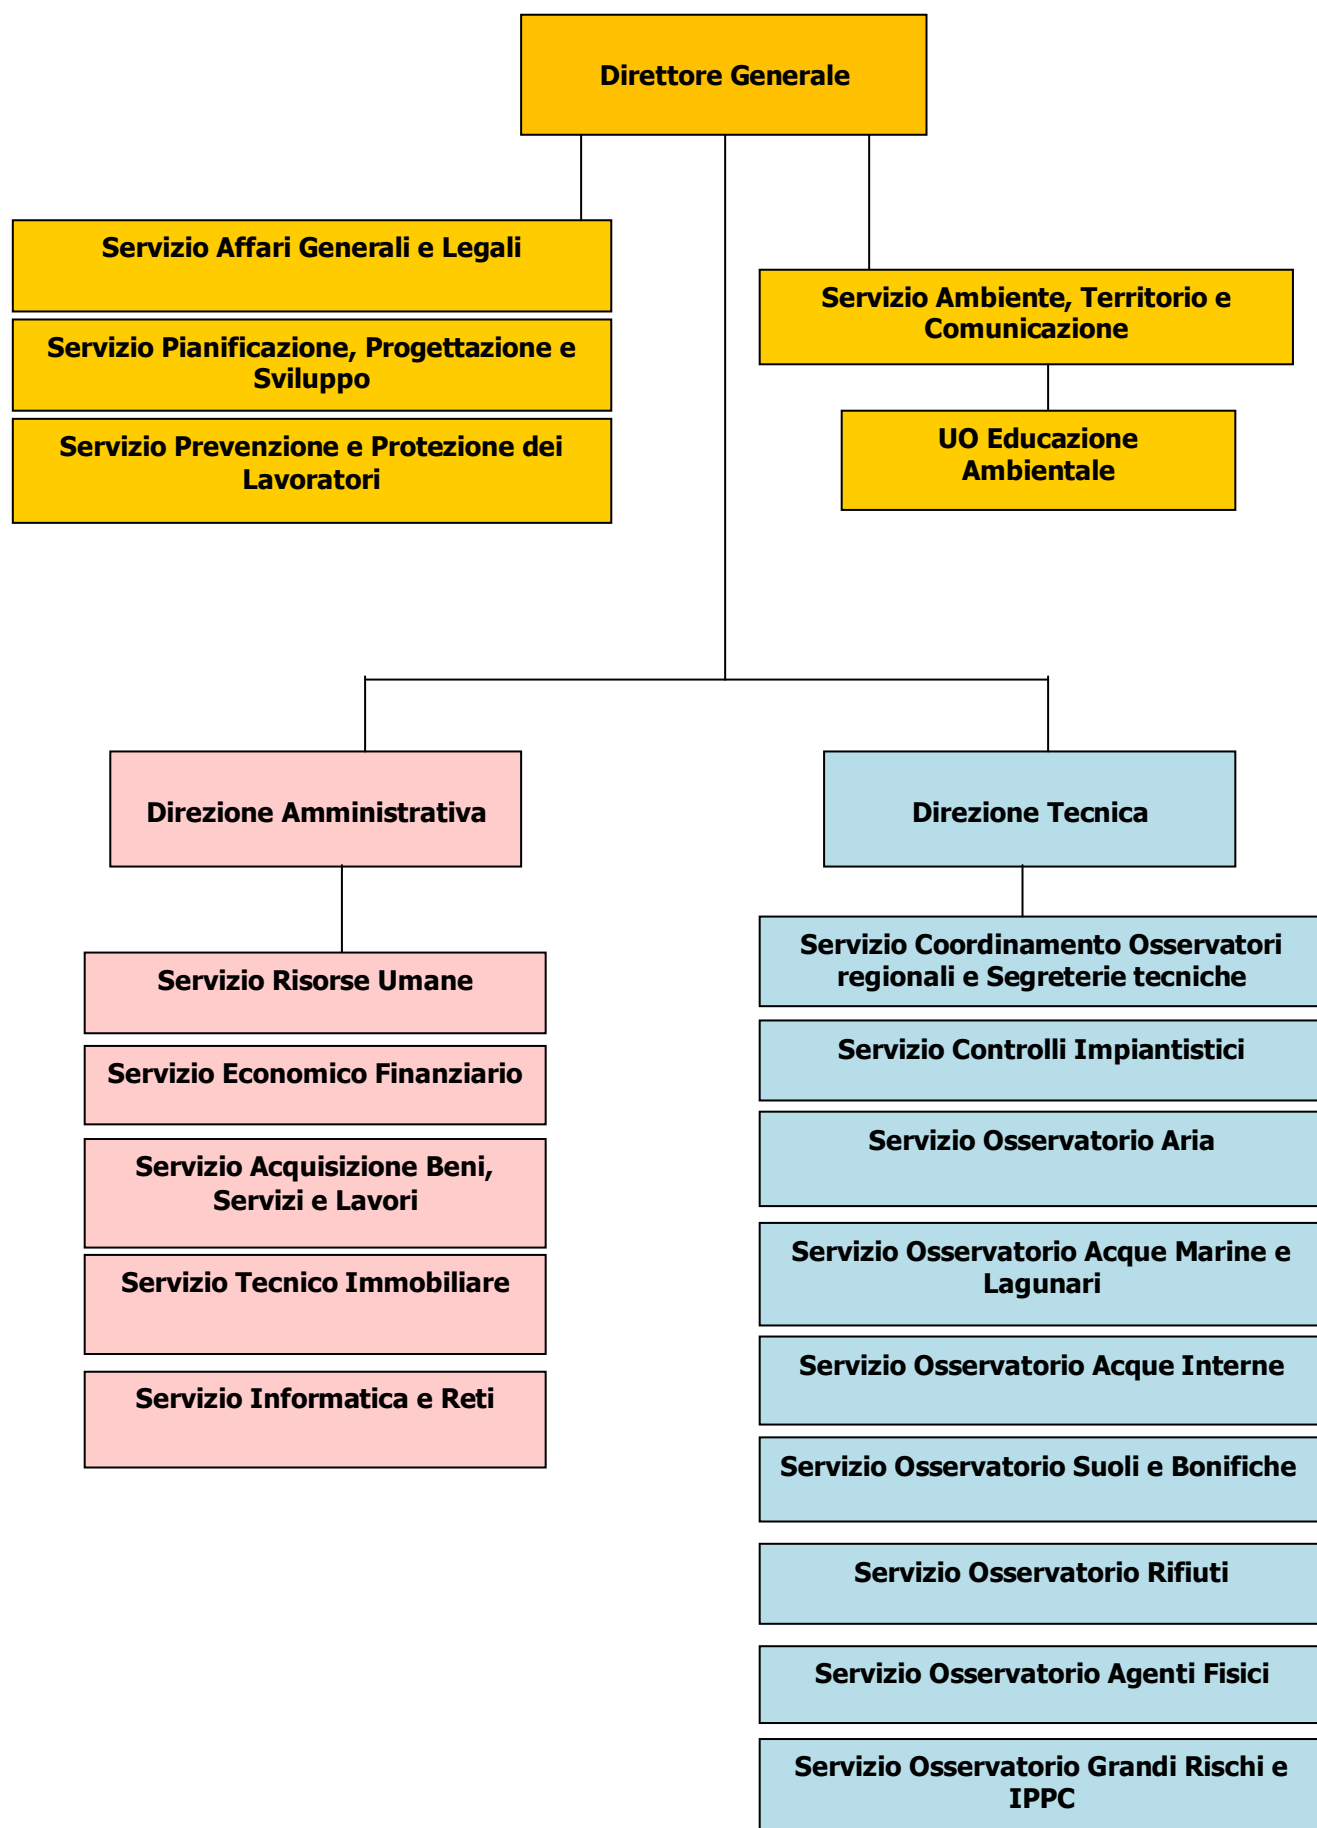 Direttore Generale
Servizio Affari Generali e Legali
Servizio Pianificazione, Progettazione e
Sviluppo
Servizio Prevenzione e Protezione dei
Lavoratori
Servizio Ambiente, Territorio e
Comunicazione
UO Educazione
Ambientale
Direzione Amministrativa
Servizio Risorse Umane
Servizio Economico Finanziario
Servizio Acquisizione Beni,
Servizi e Lavori
Servizio Tecnico Immobiliare
Servizio Informatica e Reti
Direzione Tecnica
Servizio Coordinamento Osservatori
regionali e Segreterie tecniche
Servizio Controlli Impiantistici
Servizio Osservatorio Aria
Servizio Osservatorio Acque Marine e
Lagunari
Servizio Osservatorio Acque Interne
Servizio Osservatorio Suoli e Bonifiche
Servizio Osservatorio Rifiuti
Servizio Osservatorio Agenti Fisici
Servizio Osservatorio Grandi Rischi e
IPPC